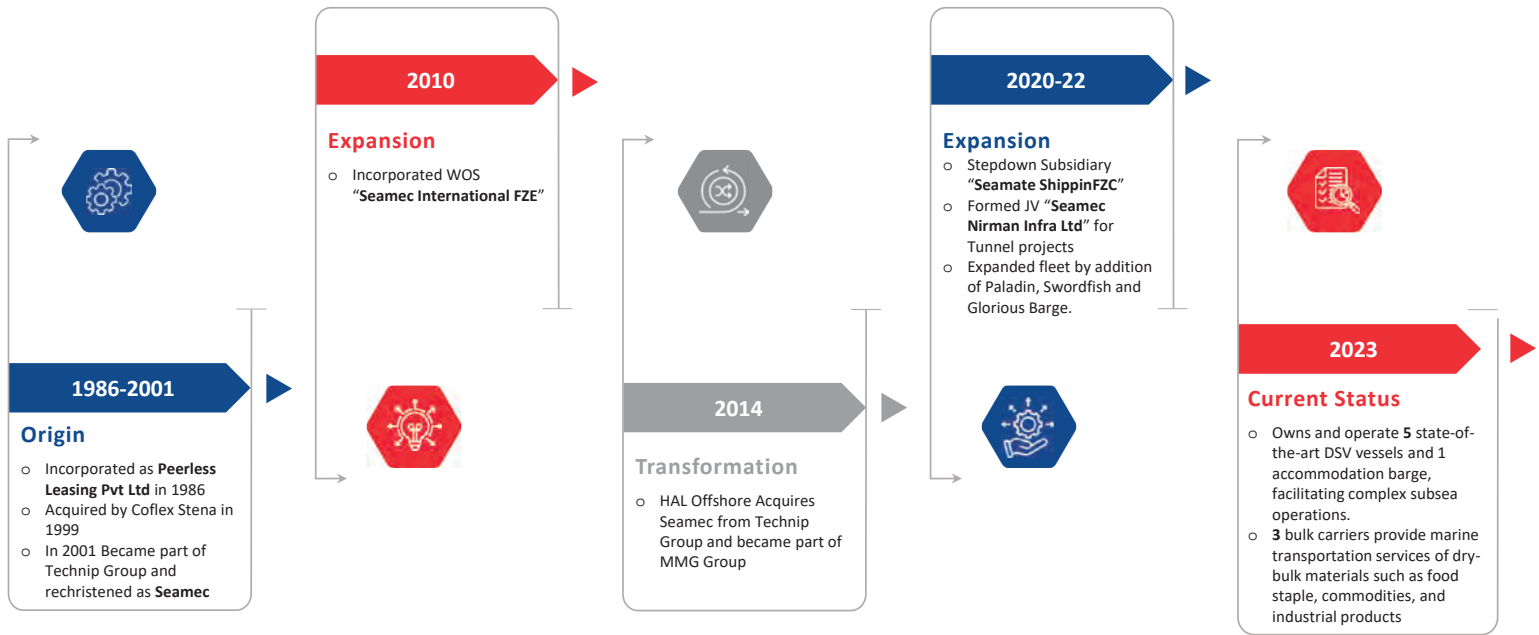 1986-2001
Origin
o Incorporated as Peerless
Leasing Pvt Ltd in 1986
o Acquired by Coflex Stena in
1999
o In 2001 Became part of
Technip Group and
rechristened as Seamec
2010
Expansion
o Incorporated WOS
“Seamec International FZE”
2014
Transformation
o HAL Offshore Acquires
Seamec from Technip
Group and became part of
MMG Group
2020-22
Expansion
o Stepdown Subsidiary
“Seamate ShippinFZC”
o Formed JV “Seamec
Nirman Infra Ltd” for
Tunnel projects
o Expanded fleet by addition
of Paladin, Swordfish and
Glorious Barge.
2023
Current Status
o Owns and operate 5 state-of-
the-art DSV vessels and 1
accommodation barge,
facilitating complex subsea
operations.
o 3 bulk carriers provide marine
transportation services of dry-
bulk materials such as food
staple, commodities, and
industrial products